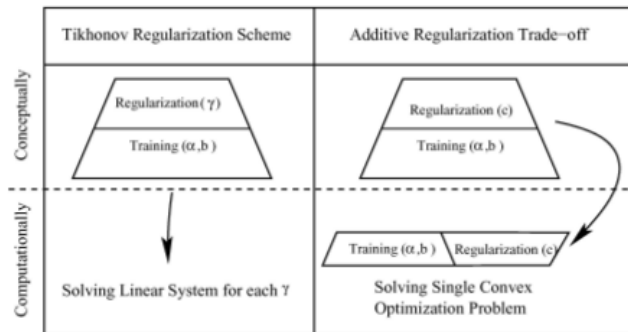 Tikhonov Regularization Scheme
Additive Regularization Trade-off
Conceptually
Regularization(γ)
Training (α,b)
Regularization (c)
Training (α,b)
Computationally
Solving Linear System for each γ
Training (α,b)
Regularization (c)
Solving Single Convex
Optimization Problem